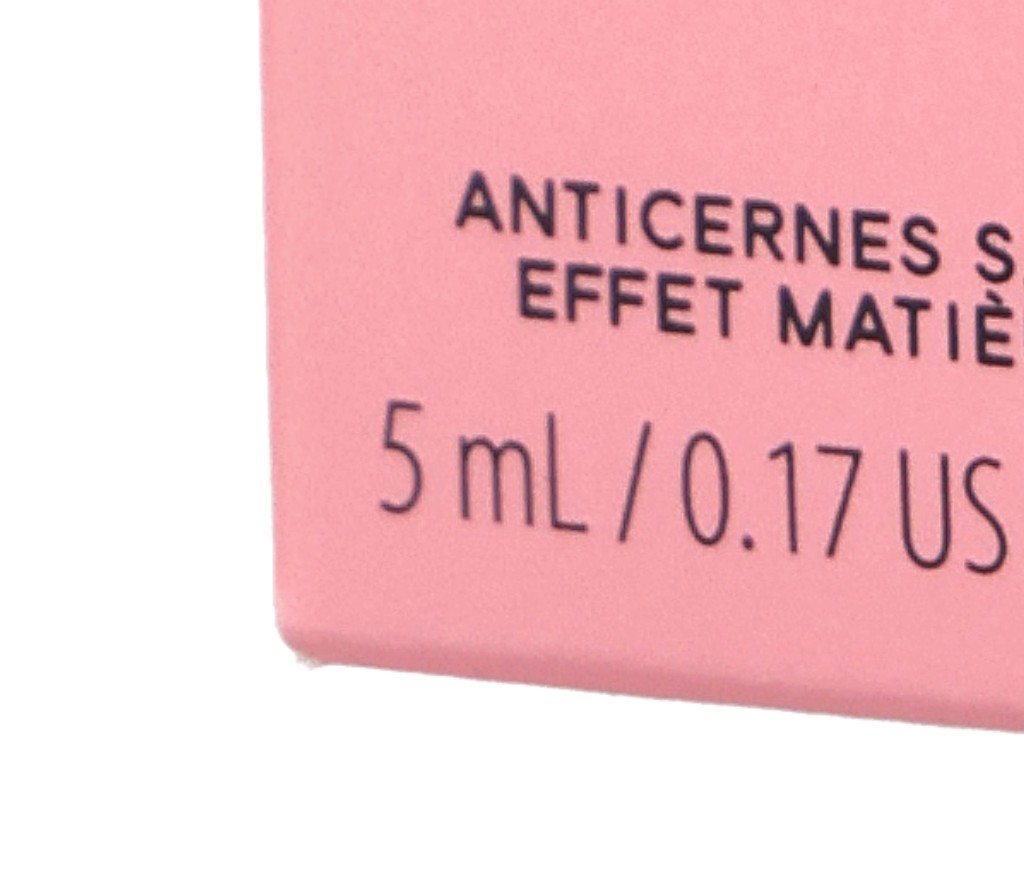 ANTICERNES
EFFET
5 mL / 0.17 US